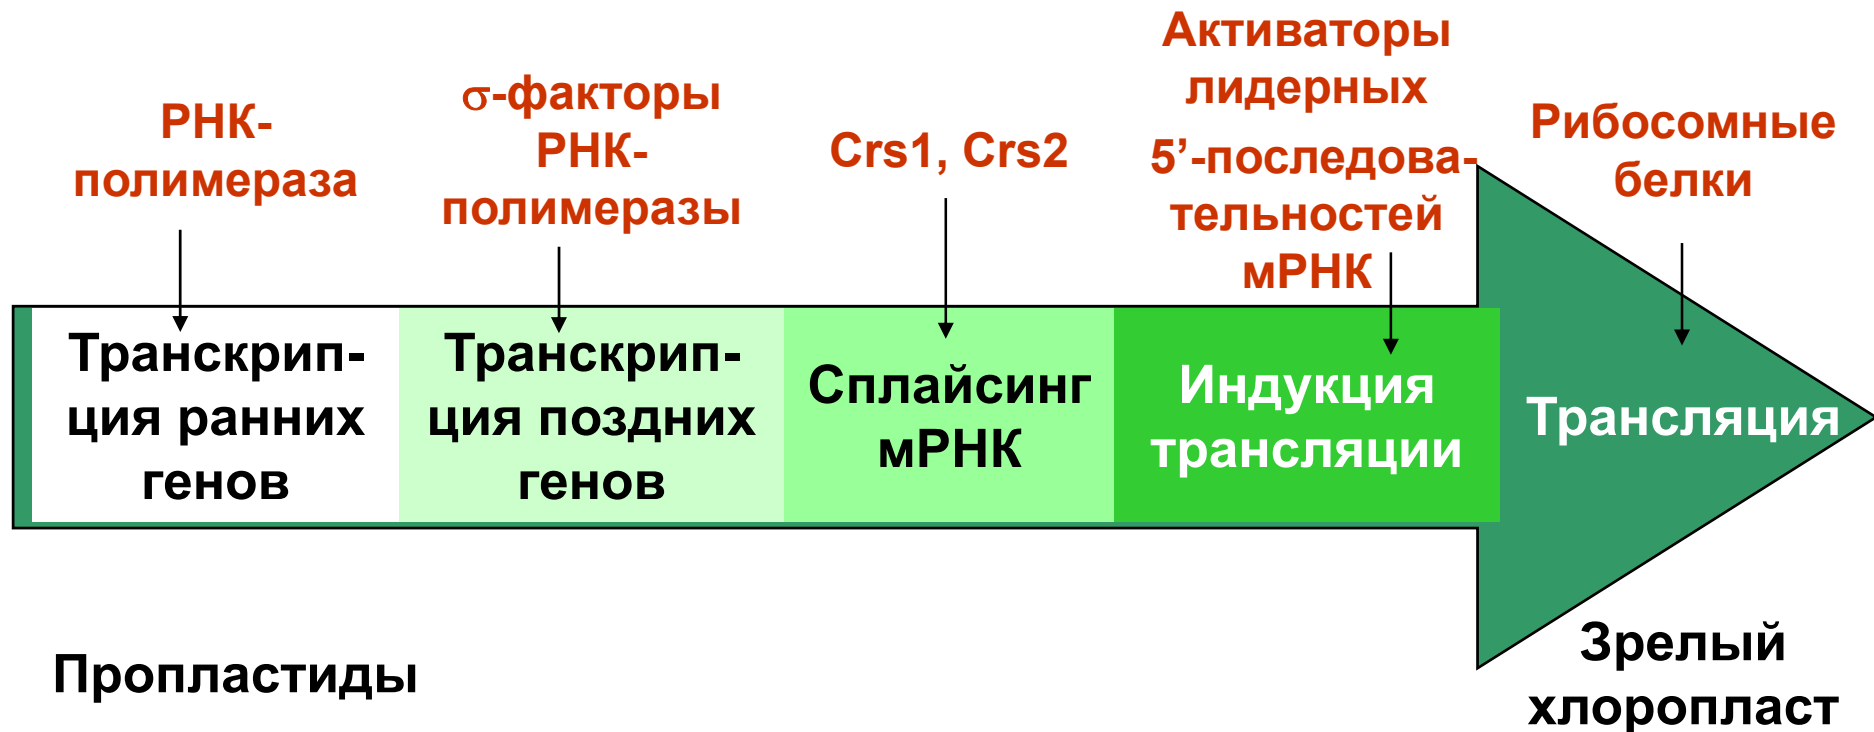 РНК-
полимераза
σ-факторы
РНК-
полимеразы
Crs1, Crs2
Активаторы
лидерных
5’-последова-
тельностей
мРНК
Рибосомные
белки
Транскрип-
ция ранних
генов
Транскрип-
ция поздних
генов
Сплайсинг
мРНК
Индукция
трансляции
Трансляция
Пропластиды
Зрелый
хлоропласт